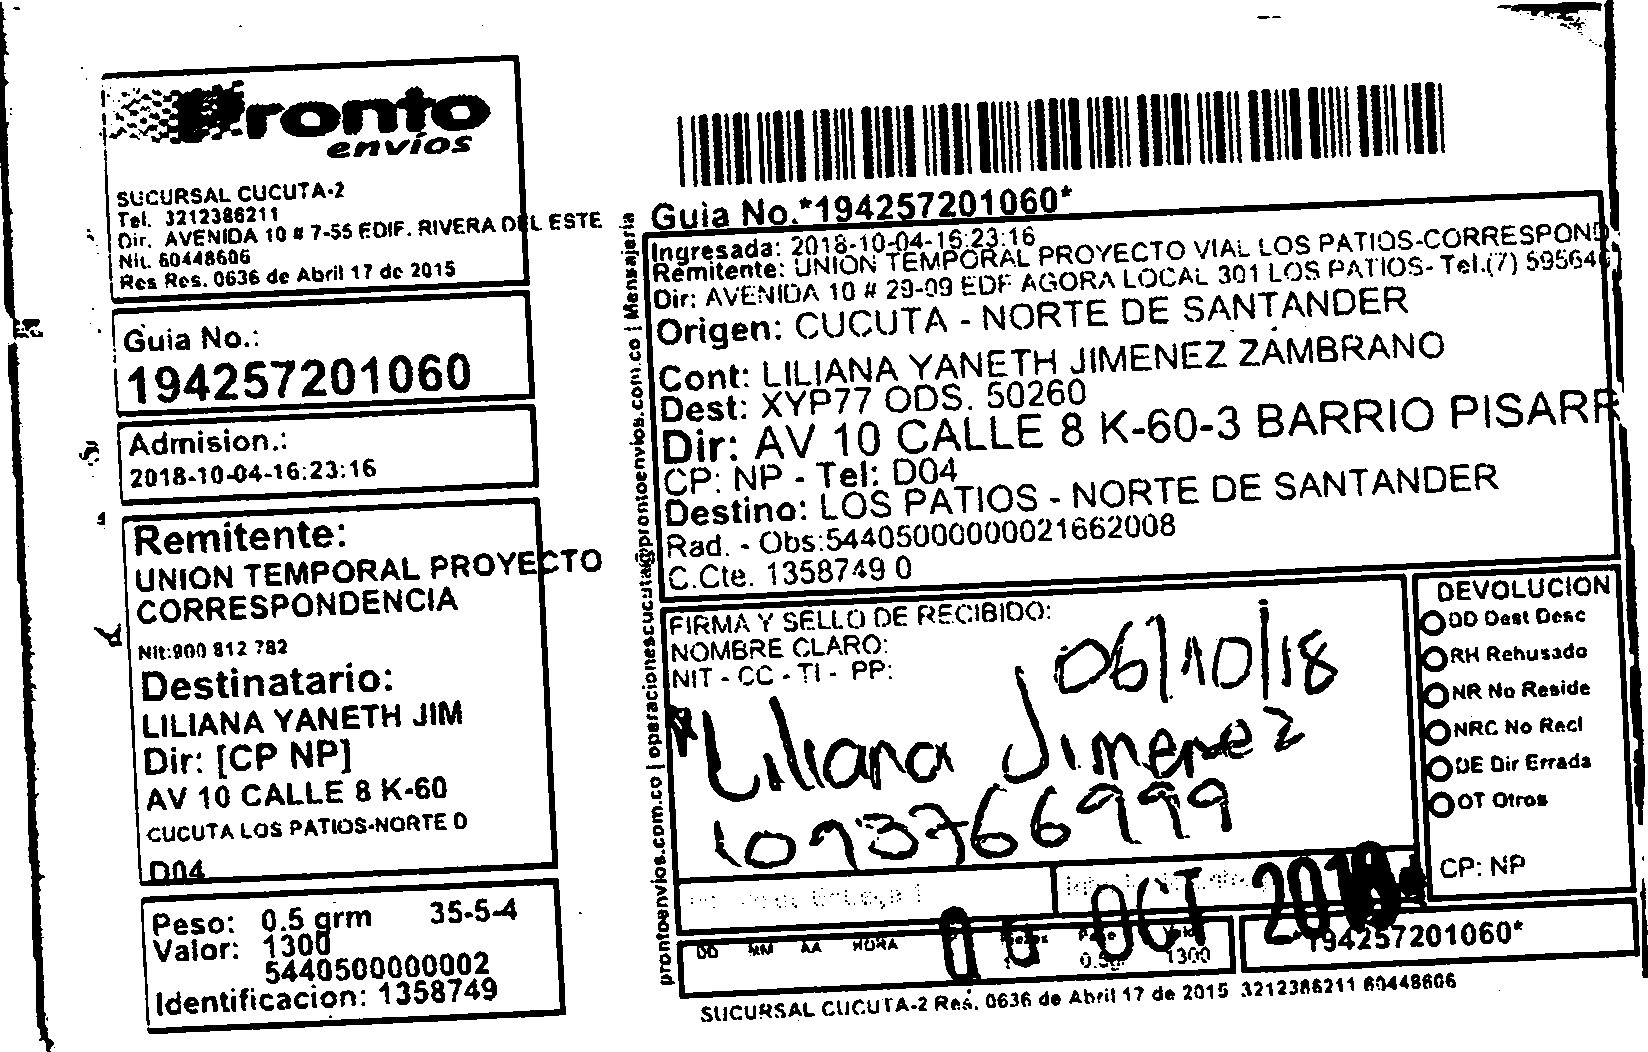 Pronto
envíos
SUCURSAL CUCUTA-2
Tel. 3212386211
Dir. AVENIDA 10 # 7-55 EDIF. RIVERA DEL ESTE
Nit. 60448606
Res Res. 0636 de Abril 17 de 2015
Guia No.:
194257201060
Admision.:
2018-10-04-16:23:16
Remitente:
UNION TEMPORAL PROYECTO
CORRESPONDENCIA
Nit:900 812 782
Destinatario:
LILIANA YANETH JIM
Dir: [CP NP]
AV 10 CALLE 8 K-60
CUCUTA LOS PATIOS-NORTE D
D04
Peso: 0.5 grm 35-5-4
Valor: 1300
5440500000002
Identificacion: 1358749
prontoenvios.com.co | operacionescucuta@prontoenvios.com.co | Mensajeria
Guia No.*194257201060*
Ingresada: 2018-10-04-16:23:16
Remitente: UNION TEMPORAL PROYECTO VIAL LOS PATIOS-CORRESPOND
Dir: AVENIDA 10 # 29-09 EDF AGORA LOCAL 301 LOS PATIOS- Tel.(7) 59564
Origen: CUCUTA - NORTE DE SANTANDER
Cont: LILIANA YANETH JIMENEZ ZAMBRANO
Dest: XYP77 ODS. 50260
Dir: AV 10 CALLE 8 K-60-3 BARRIO PISARR
CP: NP - Tel: D04
Destino: LOS PATIOS - NORTE DE SANTANDER
Rad. - Obs:54405000000021662008
C.Cte. 1358749 0
FIRMA Y SELLO DE RECIBIDO:
NOMBRE CLARO:
NIT - CC - TI - PP:
06/10/18
Liliana Jimenez
1093766999
DEVOLUCION
DD Dest Desc
RH Rehusado
NR No Reside
NRC No Recl
DE Dir Errada
OT Otros
CP: NP
OCT 2018
DD MM AA HORA
0.5 1300
*194257201060*
SUCURSAL CUCUTA-2 Res. 0636 de Abril 17 de 2015 3212386211 60448606